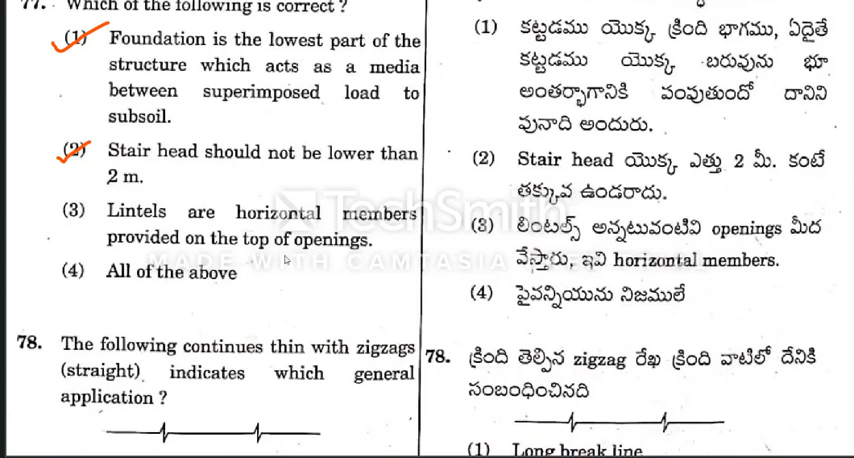 77. Which of the following is correct ?
(1) Foundation is the lowest part of the
structure which acts as a media
between superimposed load to
subsoil.
(2) Stair head should not be lower than
2 m.
(3) Lintels are horizontal members
provided on the top of openings.
(4) All of the above
78. The following continues thin with zigzags
(straight) indicates which general
application ?
(1) కట్టడము యొక్క క్రింది భాగము, ఏదైతే
కట్టడము యొక్క బరువును భూ
అంతర్భాగానికి పంపుతుందో దానిని
పునాది అందురు.
(2) Stair head యొక్క ఎత్తు 2 మీ. కంటే
తక్కువ ఉండరాదు.
(3) లింటల్స్ అన్నటువంటివి openings మీద
వేస్తారు, ఇవి horizontal members.
(4) పైవన్నియును నిజములే
78. క్రింది తెల్పిన zigzag రేఖ క్రింది వాటిలో దేనికి
సంబంధించినది
(1) Long break line
TechSmith
MADE WITH CAMTASIA